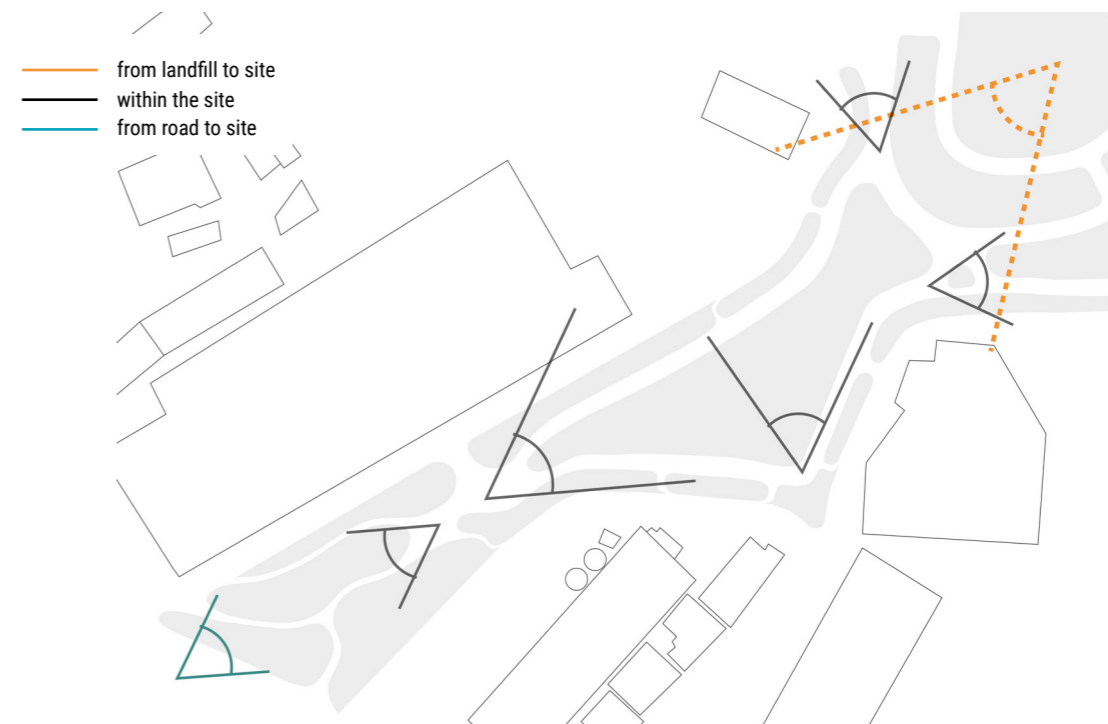 from landfill to site
within the site
from road to site